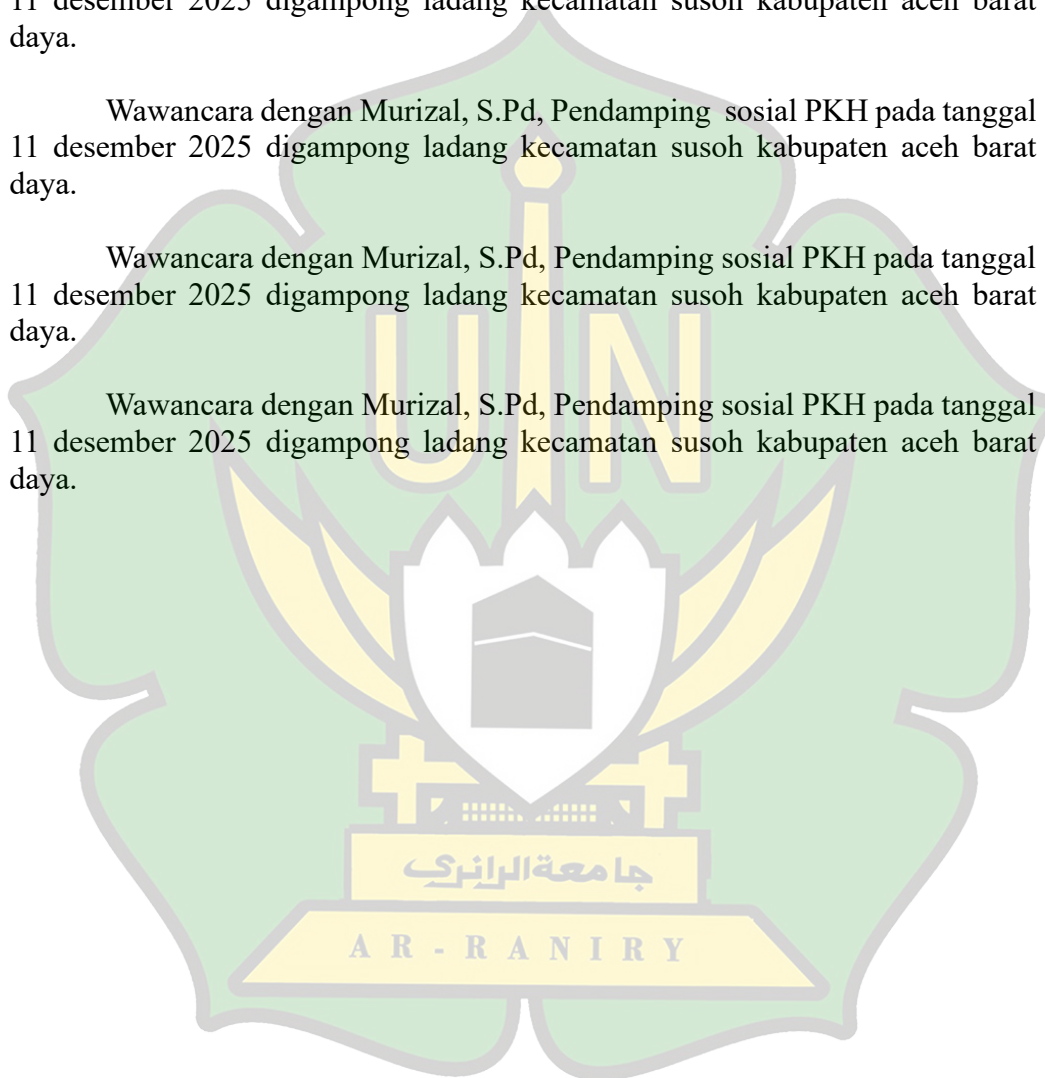 11 desember 2025 digampong ladang kecamatan susoh kabupaten aceh barat
daya.
Wawancara dengan Murizal, S.Pd, Pendamping  sosial PKH pada tanggal
11 desember 2025 digampong ladang kecamatan susoh kabupaten aceh barat
daya.
Wawancara dengan Murizal, S.Pd, Pendamping sosial PKH pada tanggal
11 desember 2025 digampong ladang kecamatan susoh kabupaten aceh barat
daya.
Wawancara dengan Murizal, S.Pd, Pendamping sosial PKH pada tanggal
11 desember 2025 digampong ladang kecamatan susoh kabupaten aceh barat
daya.
UIN
جامعةالرانري
AR-RANIRY